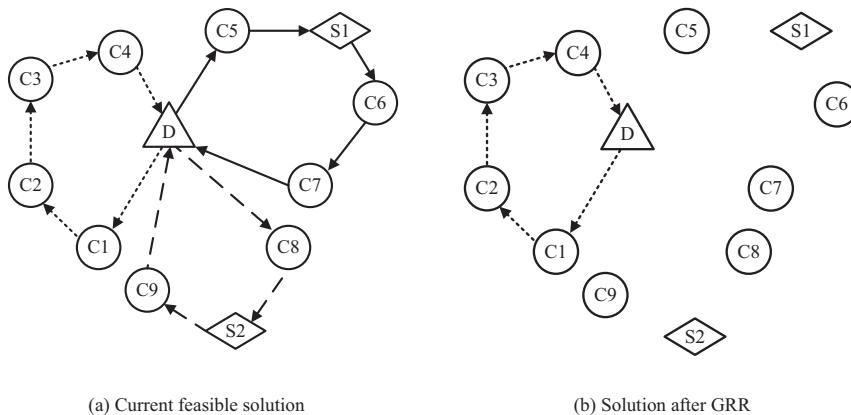 C5
S1
C4
C3
C6
D
C2
C7
C1
C8
C9
S2
(a) Current feasible solution
C5
S1
C4
C3
C6
D
C2
C7
C1
C8
C9
S2
(b) Solution after GRR